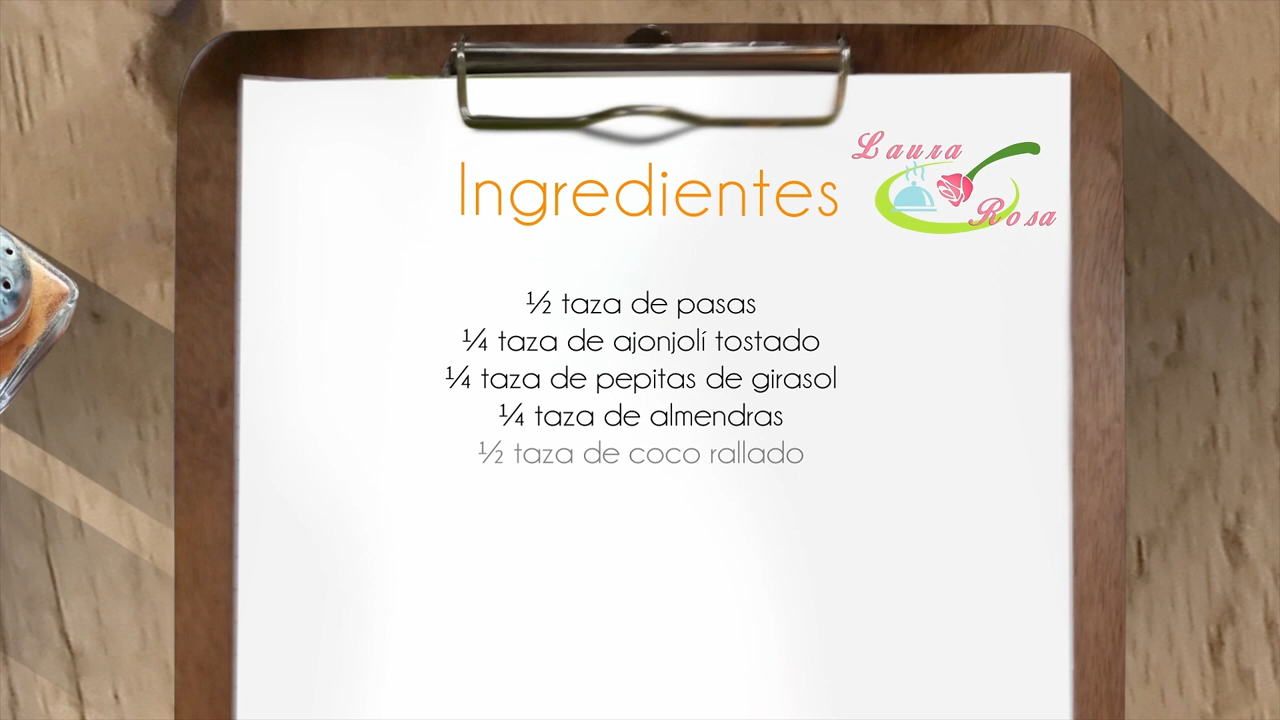 Ingredientes
Laura
Rosa
½ taza de pasas
¼ taza de ajonjolí tostado
¼ taza de pepitas de girasol
¼ taza de almendras
½ taza de coco rallado